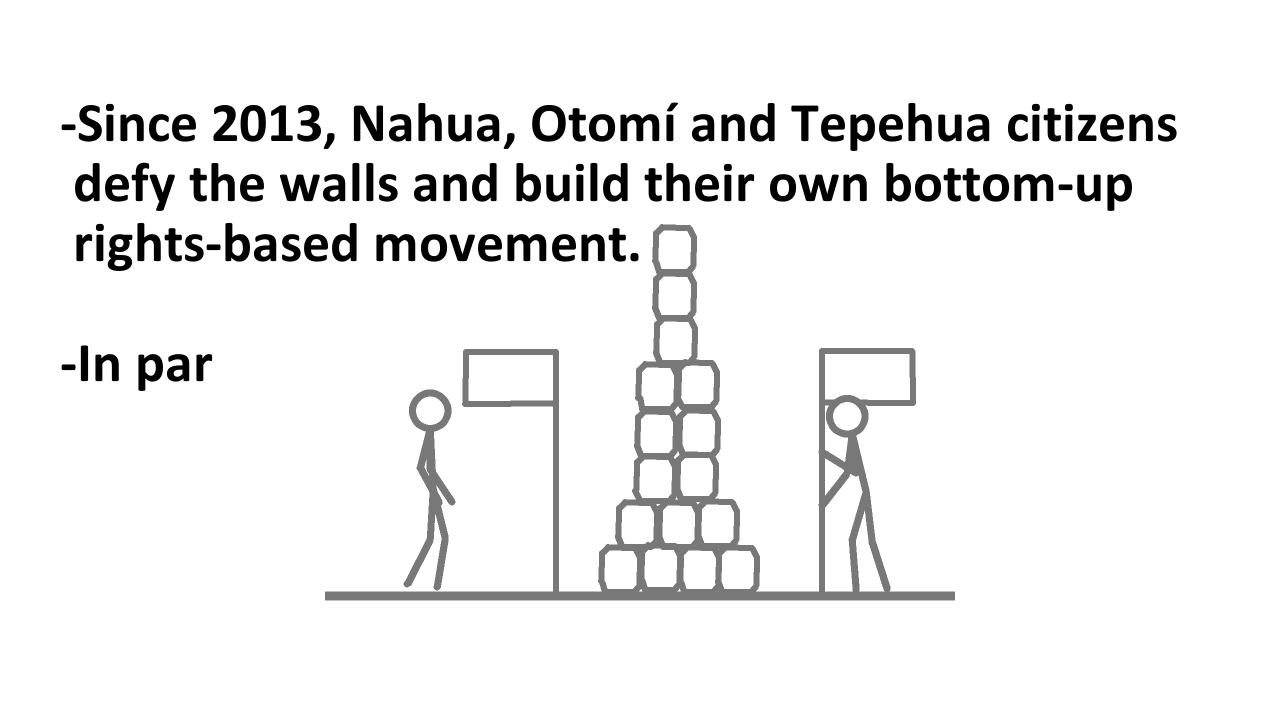 -Since 2013, Nahua, Otomí and Tepehua citizens
defy the walls and build their own bottom-up
rights-based movement.
-In par